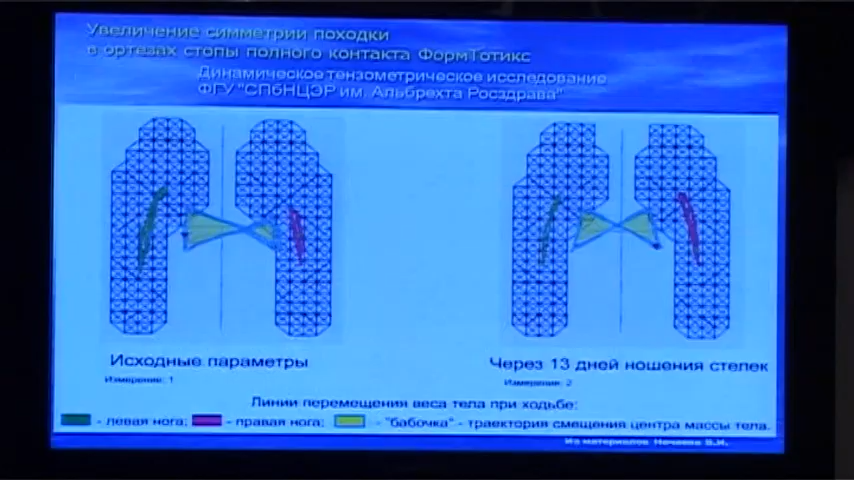 Увеличение симметрии походки
в ортезах стопы полного контакта ФормТотикс
Динамическое тензометрическое исследование
ФГУ "СПбНЦЭР им. Альбрехта Росздрава"
Исходные параметры
Через 13 дней ношения стелек
Измерение: 1
Измерение: 2
Линии перемещения веса тела при ходьбе:
- левая нога; - правая нога; - "бабочка" - траектория смещения центра массы тела.
Из материалов Нечаева В.И.